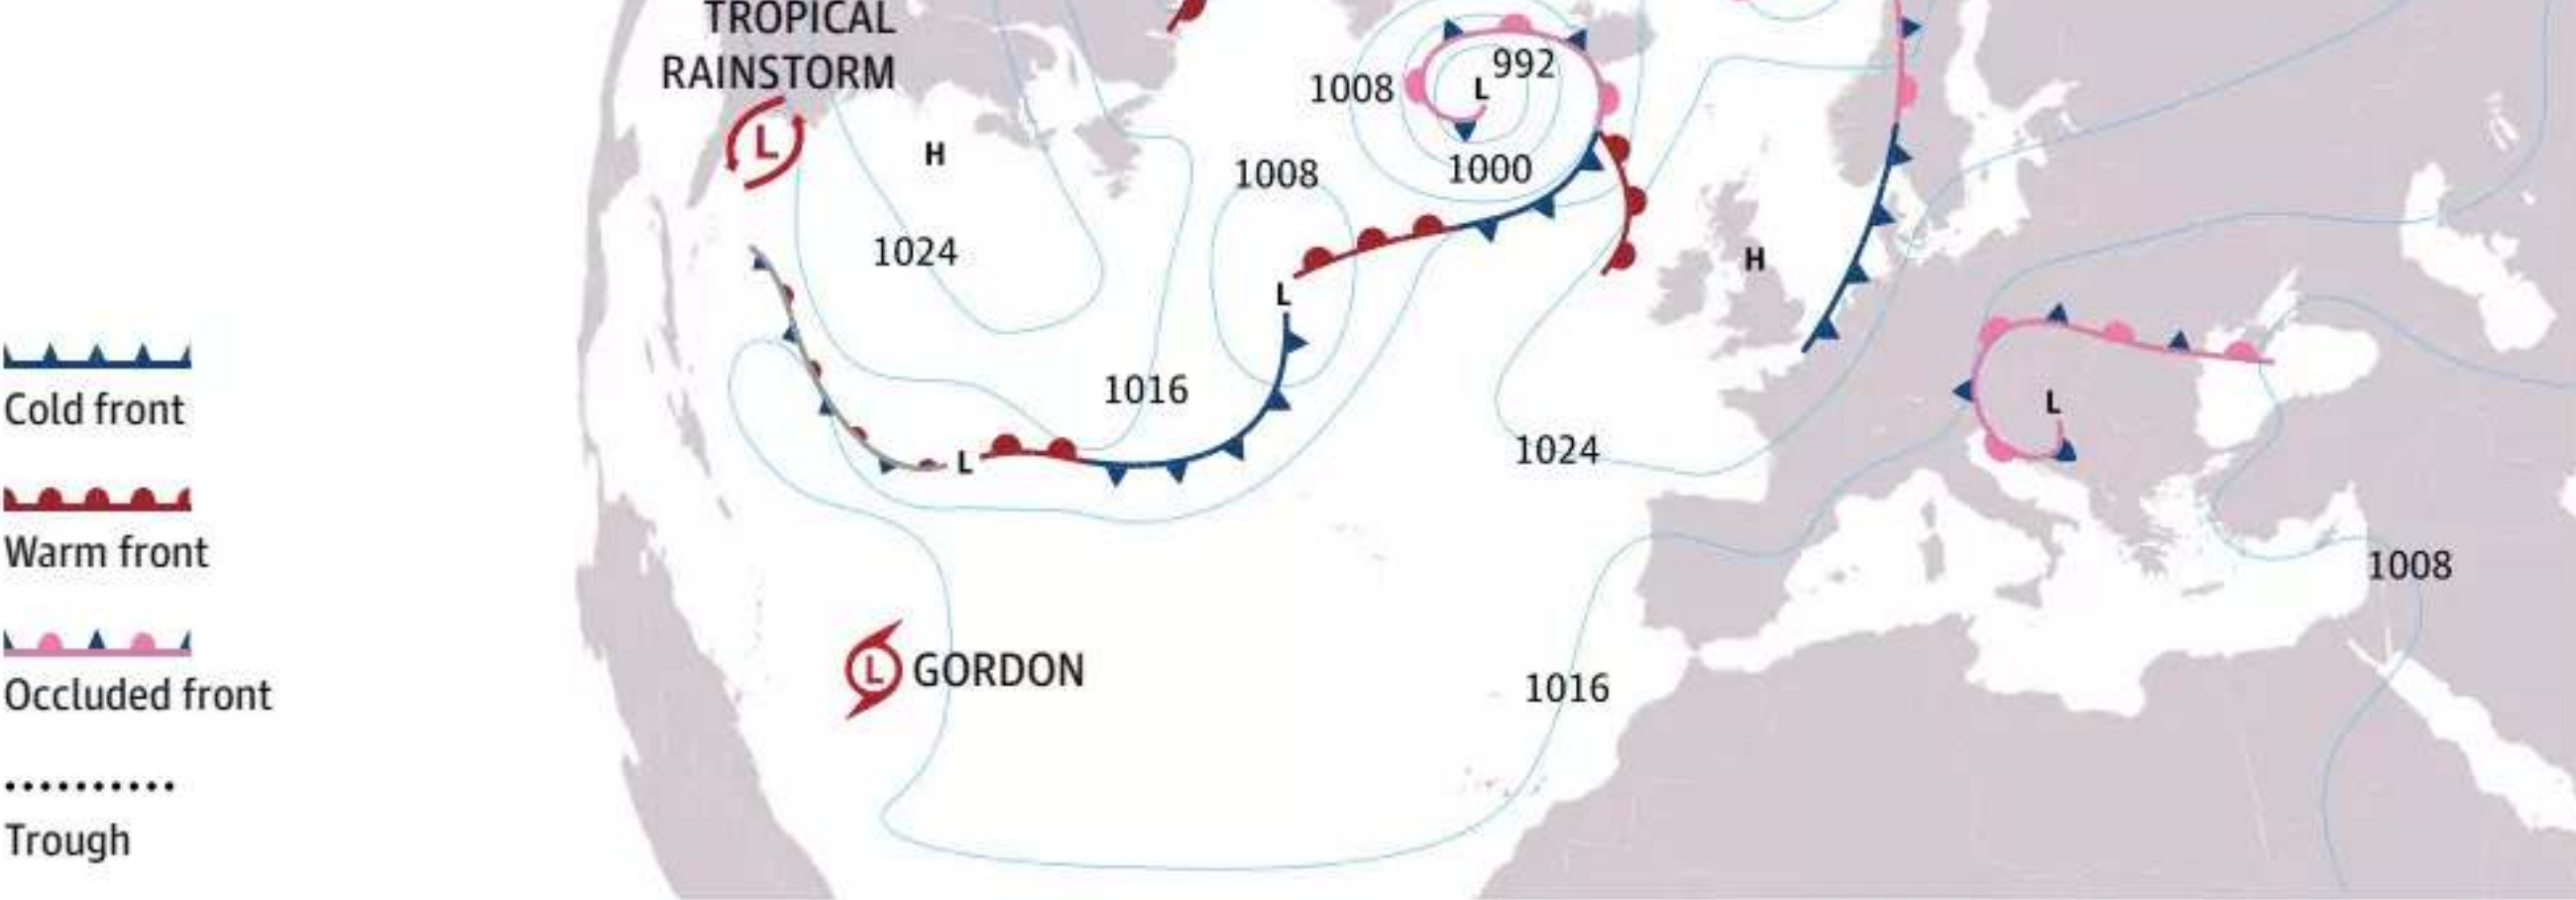 TROPICAL
RAINSTORM
L
H
1024
1008
992
L
1000
1008
L
1016
L
H
1024
L
1008
1016
L GORDON
Cold front
Warm front
Occluded front
Trough